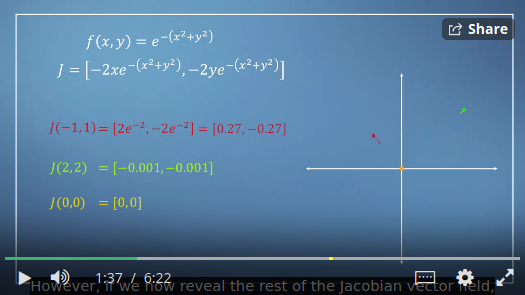 f(x, y) = e^{-(x^2+y^2)}
Share
J = [-2xe^{-(x^2+y^2)}, -2ye^{-(x^2+y^2)}]
J(-1,1) = [2e^{-2}, -2e^{-2}] = [0.27, -0.27]
J(2,2) = [-0.001, -0.001]
J(0,0) = [0,0]
1:37 / 6:22
However, if we now reveal the rest of the Jacobian vector field,